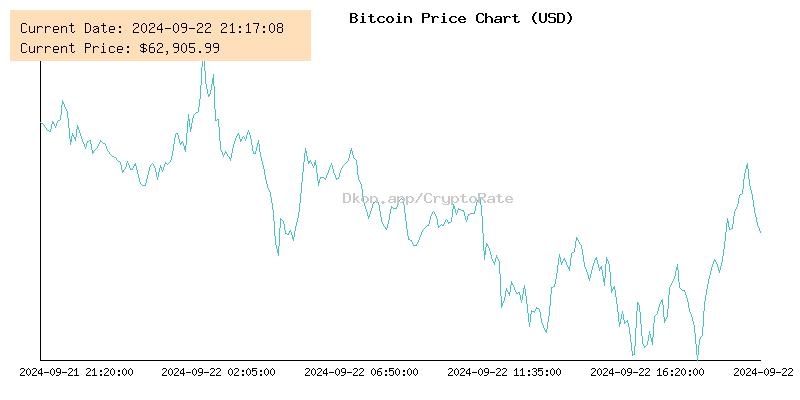 Bitcoin Price Chart (USD)
Current Date: 2024-09-22 21:17:08
Current Price: $62,905.99
Dkon.app/CryptoRate
2024-09-21 21:20:00 2024-09-22 02:05:00 2024-09-22 06:50:00 2024-09-22 11:35:00 2024-09-22 16:20:00 2024-09-22